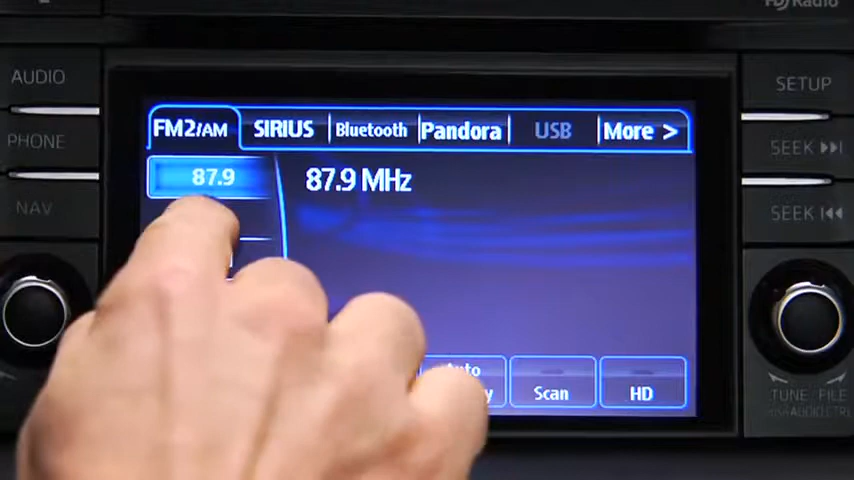 HD Radio
AUDIO
PHONE
NAV
FM2/AM
SIRIUS
Bluetooth
Pandora
USB
More >
87.9
87.9 MHz
Auto
Scan
HD
SETUP
SEEK
SEEK
TUNE FILE